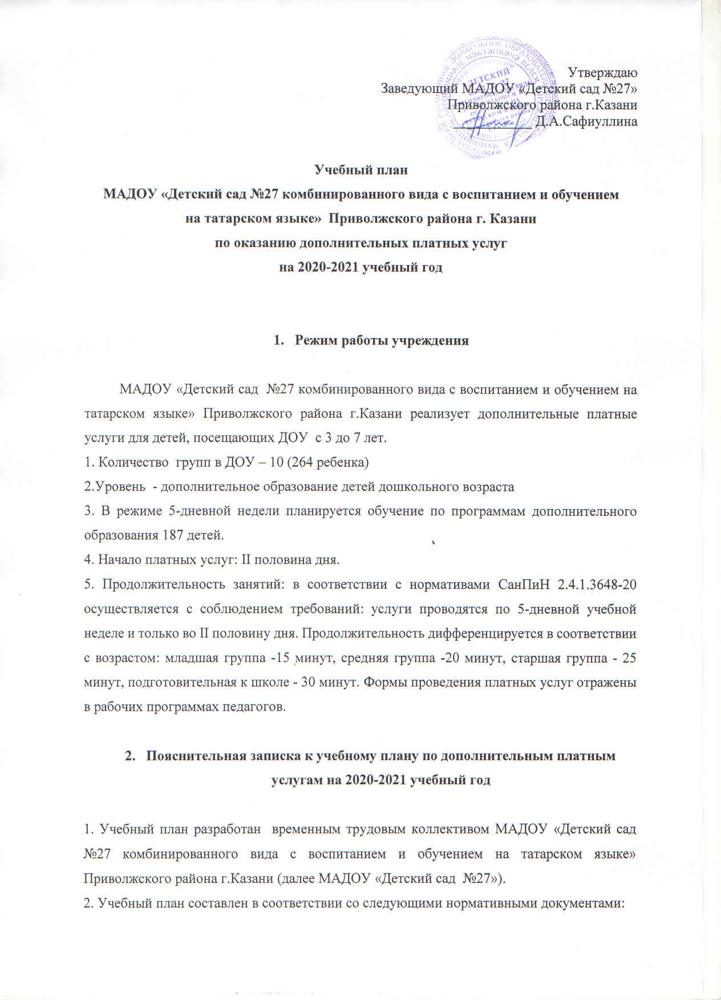 Утверждаю
Заведующий МАДОУ «Детский сад №27»
Приволжского района г.Казани
Д.А.Сафиуллина
ДЕТСКИЙ
Учебный план
МАДОУ «Детский сад №27 комбинированного вида с воспитанием и обучением
на татарском языке» Приволжского района г. Казани
по оказанию дополнительных платных услуг
на 2020-2021 учебный год
1. Режим работы учреждения
МАДОУ «Детский сад №27 комбинированного вида с воспитанием и обучением на
татарском языке» Приволжского района г.Казани реализует дополнительные платные
услуги для детей, посещающих ДОУ с 3 до 7 лет.
1. Количество групп в ДОУ – 10 (264 ребенка)
2.Уровень - дополнительное образование детей дошкольного возраста
3. В режиме 5-дневной недели планируется обучение по программам дополнительного
образования 187 детей.
4. Начало платных услуг: II половина дня.
5. Продолжительность занятий: в соответствии с нормативами СанПиН 2.4.1.3648-20
осуществляется с соблюдением требований: услуги проводятся по 5-дневной учебной
неделе и только во II половину дня. Продолжительность дифференцируется в соответствии
с возрастом: младшая группа -15 минут, средняя группа -20 минут, старшая группа - 25
минут, подготовительная к школе - 30 минут. Формы проведения платных услуг отражены
в рабочих программах педагогов.
2. Пояснительная записка к учебному плану по дополнительным платным
услугам на 2020-2021 учебный год
1. Учебный план разработан временным трудовым коллективом МАДОУ «Детский сад
№27 комбинированного вида с воспитанием и обучением на татарском языке»
Приволжского района г.Казани (далее МАДОУ «Детский сад №27»).
2. Учебный план составлен в соответствии со следующими нормативными документами: